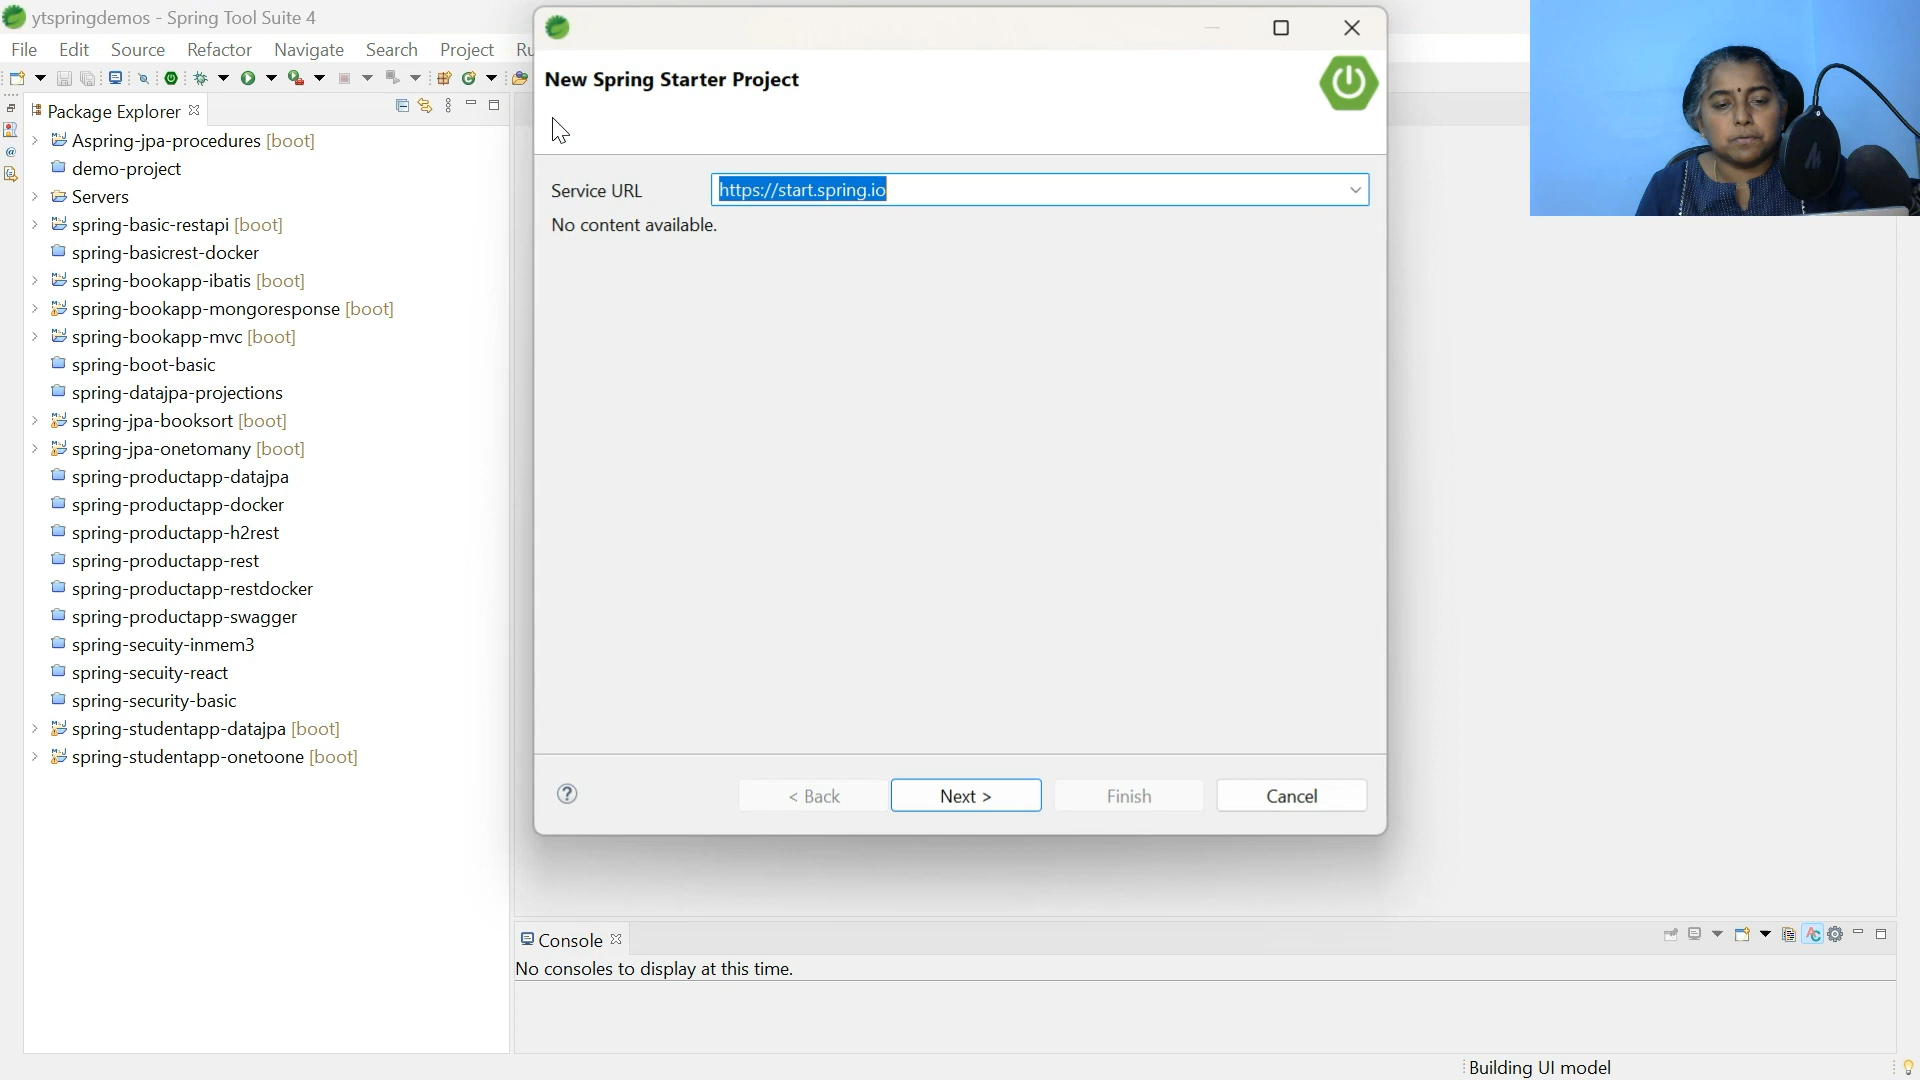 ytspringdemos - Spring Tool Suite 4
File Edit Source Refactor Navigate Search Project Ru
Package Explorer
Aspring-jpa-procedures [boot]
demo-project
Servers
spring-basic-restapi [boot]
spring-basicrest-docker
spring-bookapp-ibatis [boot]
spring-bookapp-mongoresponse [boot]
spring-bookapp-mvc [boot]
spring-boot-basic
spring-datajpa-projections
spring-jpa-booksort [boot]
spring-jpa-onetomany [boot]
spring-productapp-datajpa
spring-productapp-docker
spring-productapp-h2rest
spring-productapp-rest
spring-productapp-restdocker
spring-productapp-swagger
spring-secuity-inmem3
spring-secuity-react
spring-security-basic
spring-studentapp-datajpa [boot]
spring-studentapp-onetoone [boot]
New Spring Starter Project
Service URL https://start.spring.io
No content available.
< Back Next > Finish Cancel
Console
No consoles to display at this time.
Building UI model